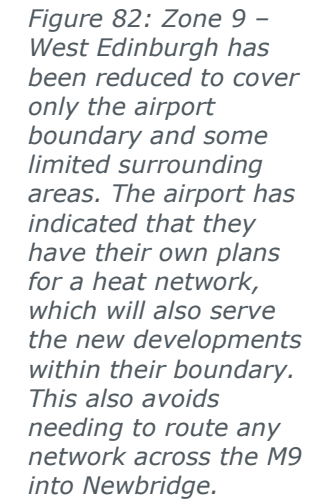 Figure 82: Zone 9 –
West Edinburgh has
been reduced to cover
only the airport
boundary and some
limited surrounding
areas. The airport has
indicated that they
have their own plans
for a heat network,
which will also serve
the new developments
within their boundary.
This also avoids
needing to route any
network across the M9
into Newbridge.